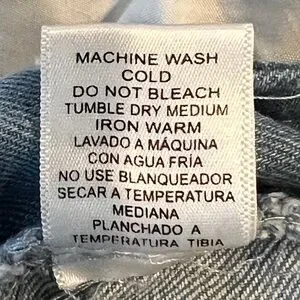 MACHINE WASH
COLD
DO NOT BLEACH
TUMBLE DRY MEDIUM
IRON WARM
LAVADO A MÁQUINA
CON AGUA FRÍA
NO USE BLANQUEADOR
SECAR A TEMPERATURA
MEDIANA
PLANCHADO A
TEMPERATURA TIBIA